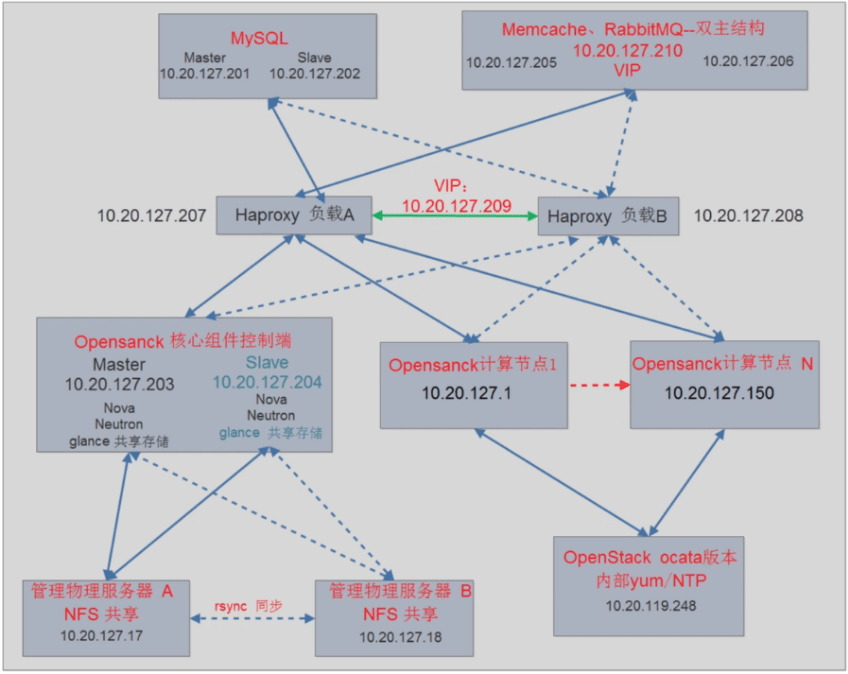 MySQL
Master
Slave
10.20.127.201
10.20.127.202
Memcache、RabbitMQ--双主结构
10.20.127.205
10.20.127.210
10.20.127.206
VIP
10.20.127.207
Haproxy 负载A
VIP：
10.20.127.209
Haproxy 负载B
10.20.127.208
Opensanck 核心组件控制端
Master
Slave
10.20.127.203
10.20.127.204
Nova
Nova
Neutron
Neutron
glance 共享存储
glance 共享存储
Opensanck计算节点1
10.20.127.1
Opensanck计算节点 N
10.20.127.150
OpenStack ocata版本
内部yum/NTP
10.20.119.248
管理物理服务器 A
NFS 共享
10.20.127.17
rsync 同步
管理物理服务器 B
NFS 共享
10.20.127.18